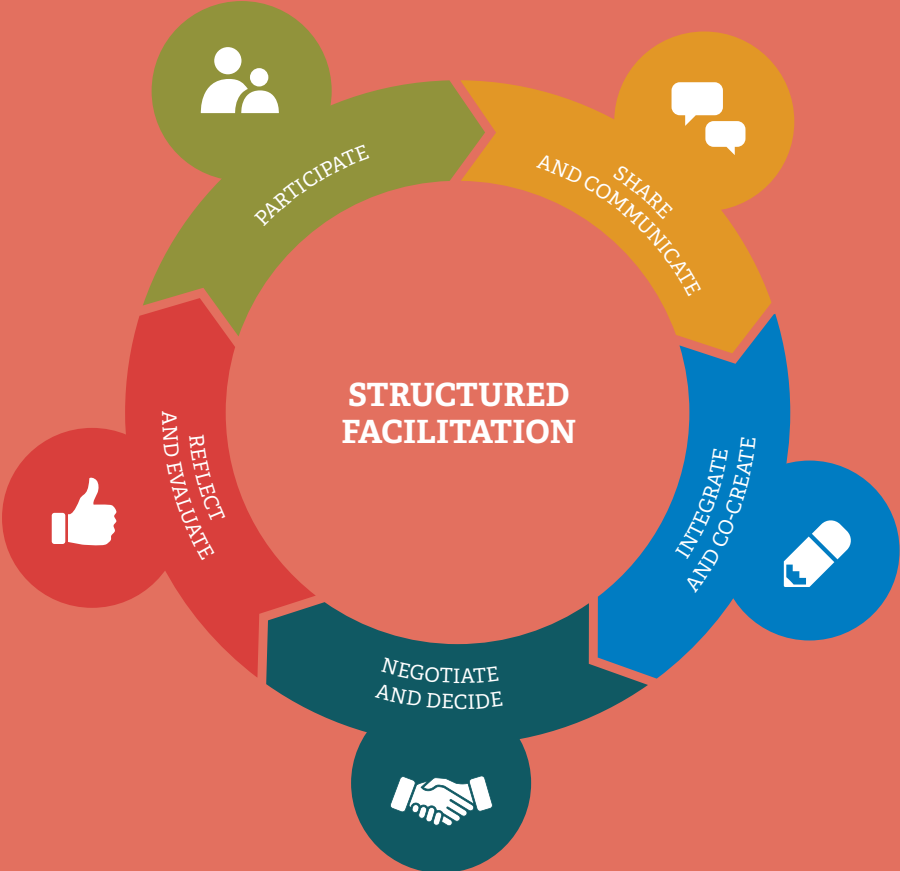 PARTICIPATE
SHARE
AND COMMUNICATE
STRUCTURED
FACILITATION
INTEGRATE
AND CO-CREATE
NEGOTIATE
AND DECIDE
REFLECT
AND EVALUATE